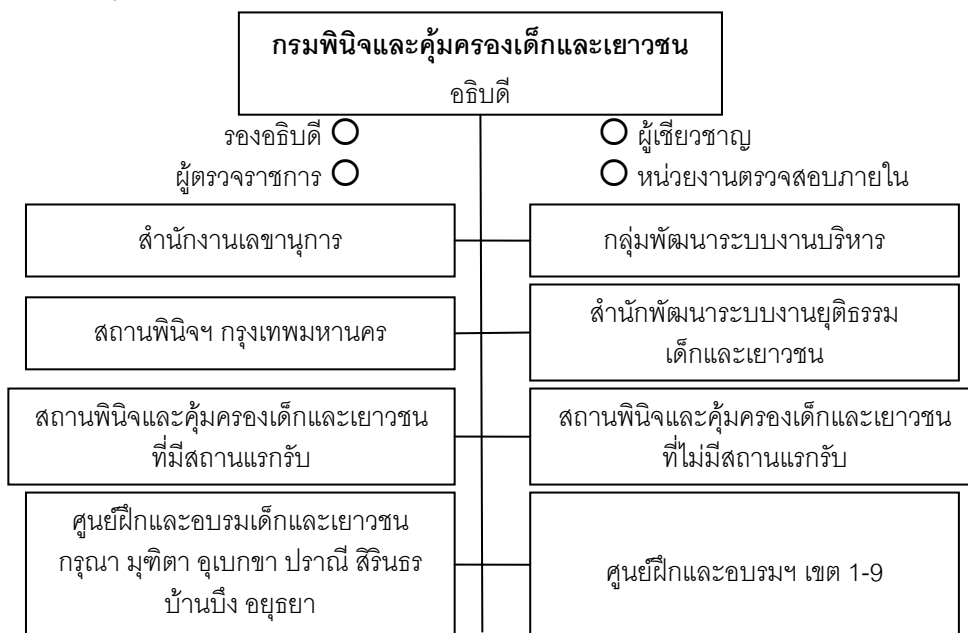 กรมพินิจและคุ้มครองเด็กและเยาวชน
อธิบดี
รองอธิบดี
ผู้เชียวชาญ
ผู้ตรวจราชการ
หน่วยงานตรวจสอบภายใน
สำนักงานเลขานุการ
กลุ่มพัฒนาระบบงานบริหาร
สถานพินิจฯ กรุงเทพมหานคร
สำนักพัฒนาระบบงานยุติธรรม
เด็กและเยาวชน
สถานพินิจและคุ้มครองเด็กและเยาวชน
ที่มีสถานแรกรับ
สถานพินิจและคุ้มครองเด็กและเยาวชน
ที่ไม่มีสถานแรกรับ
ศูนย์ฝึกและอบรมเด็กและเยาวชน
กรุณา มุฑิตา อุเบกขา ปราณี สิรินธร
บ้านบึง อยุธยา
ศูนย์ฝึกและอบรมฯ เขต 1-9